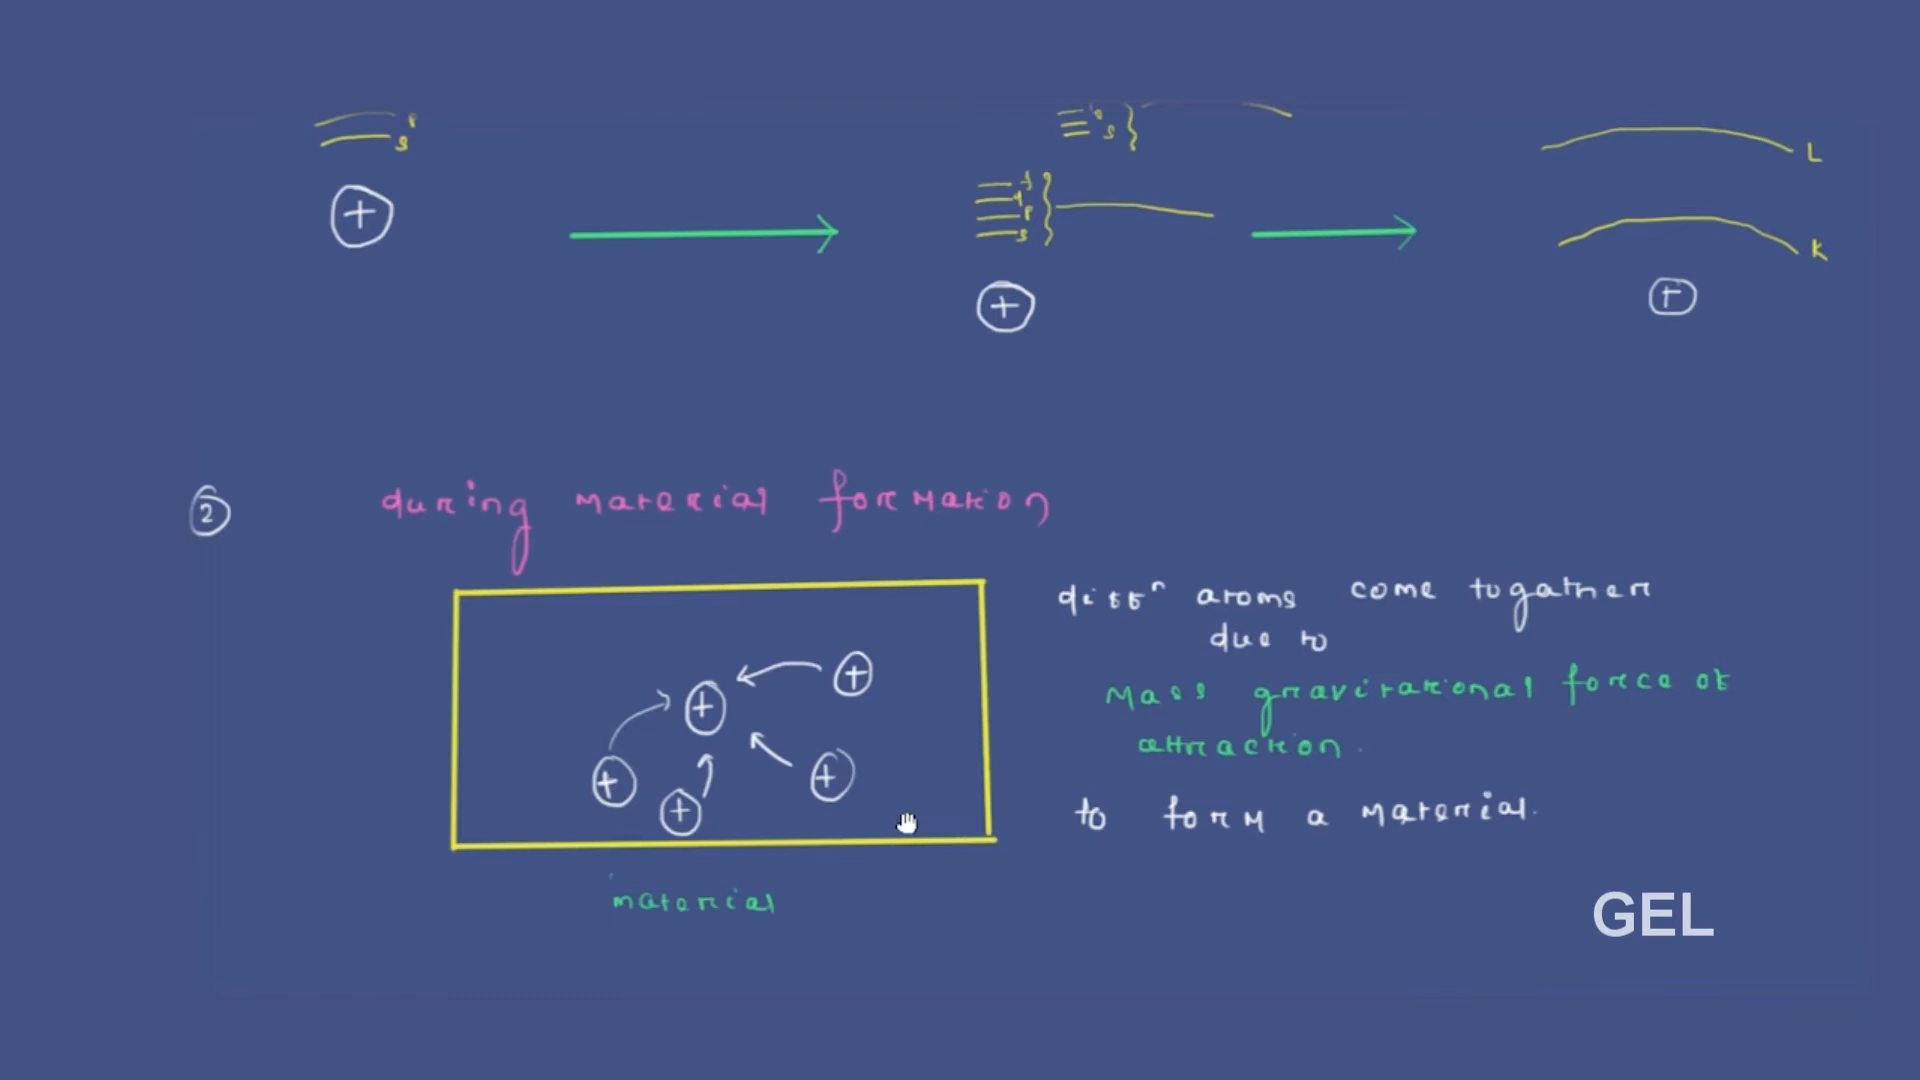 P
S
s
f
d
P
s
L
K
+
+
+
2
during material formation
diffn atoms come togather
due to
Mass gravitational force of
attraction.
to form a material.
+
+
+
+
+
material
GEL